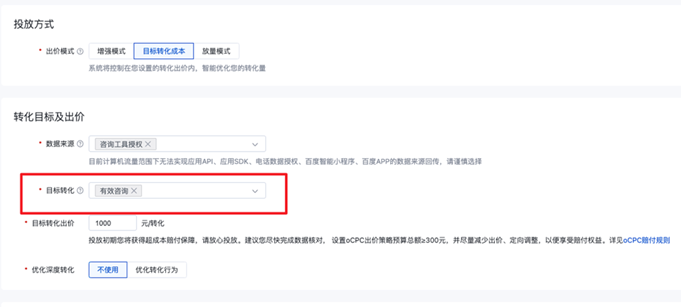 投放方式
* 出价模式 增强模式 目标转化成本 放量模式
系统将控制在您设置的转化出价内，智能优化您的转化量
转化目标及出价
* 数据来源 咨询工具授权 ×
目前计算机流量范围下无法实现应用API、应用SDK、电话数据授权、百度智能小程序、百度APP的数据来源回传，请谨慎选择
* 目标转化 有效咨询 ×
* 目标转化出价 1000 元/转化
投放初期您将获得超成本赔付保障，请放心投放。建议您尽快完成数据核对， 设置oCPC出价策略预算总额≥300元，并尽量减少出价、定向调整，以便享受赔付权益。详见oCPC赔付规则
* 优化深度转化 不使用 优化转化行为